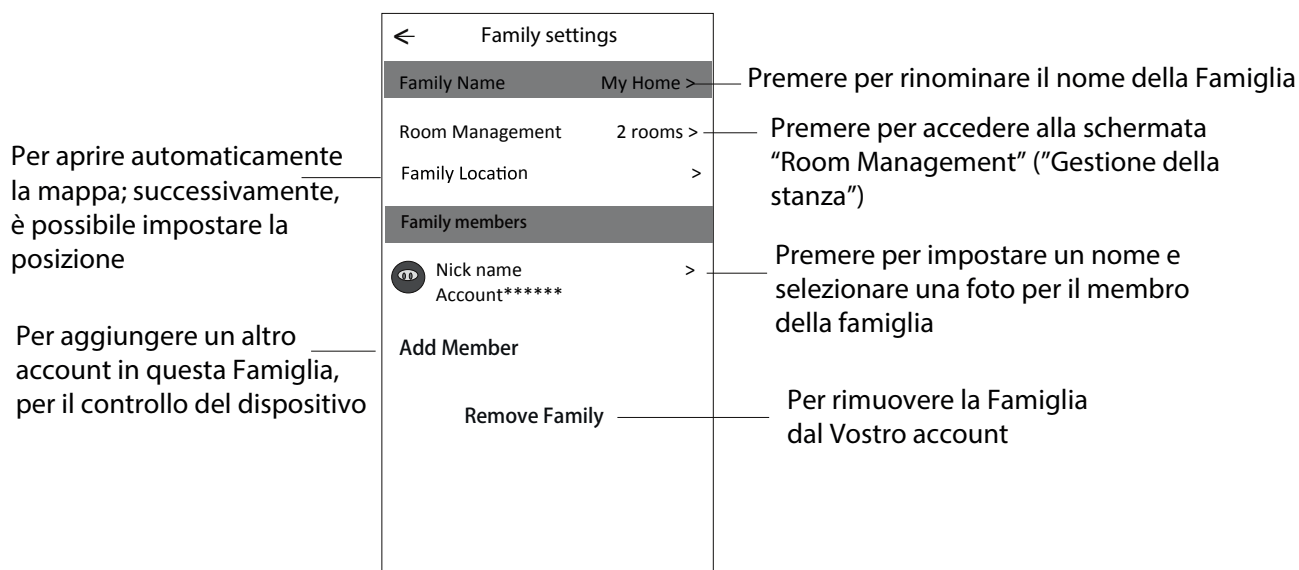 Family settings
Family Name My Home >
Premere per rinominare il nome della Famiglia
Room Management 2 rooms >
Premere per accedere alla schermata
“Room Management” (”Gestione della
stanza”)
Per aprire automaticamente
la mappa; successivamente,
è possibile impostare la
posizione
Family Location >
Family members
Nick name >
Account******
Premere per impostare un nome e
selezionare una foto per il membro
della famiglia
Per aggiungere un altro
account in questa Famiglia,
per il controllo del dispositivo
Add Member
Remove Family
Per rimuovere la Famiglia
dal Vostro account